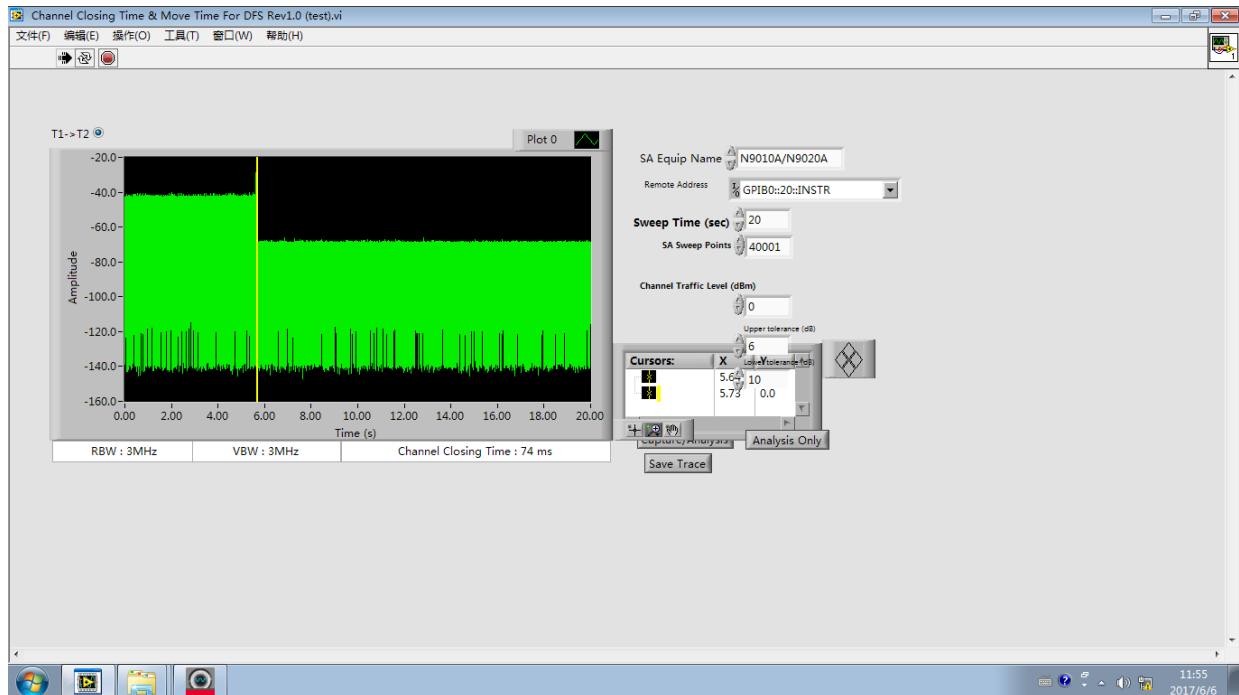 Channel Closing Time & Move Time For DFS Rev1.0 (test).vi
文件(F) 编辑(E) 操作(O) 工具(T) 窗口(W) 帮助(H)
1
T1->T2
Plot 0
-20.0
-40.0
-60.0
-80.0
-100.0
-120.0
-140.0
-160.0
Amplitude
0.00 2.00 4.00 6.00 8.00 10.00 12.00 14.00 16.00 18.00 20.00
Time (s)
RBW : 3MHz VBW : 3MHz Channel Closing Time : 74 ms
SA Equip Name N9010A/N9020A
Remote Address GPIB0::20::INSTR
Sweep Time (sec) 20
SA Sweep Points 40001
Channel Traffic Level (dBm)
0
Upper tolerance (dB)
6
Cursors: X Y
Lower tolerance (dB)
10
5.73 0.0
Capture/Analysis Analysis Only
Save Trace
11:55
2017/6/6